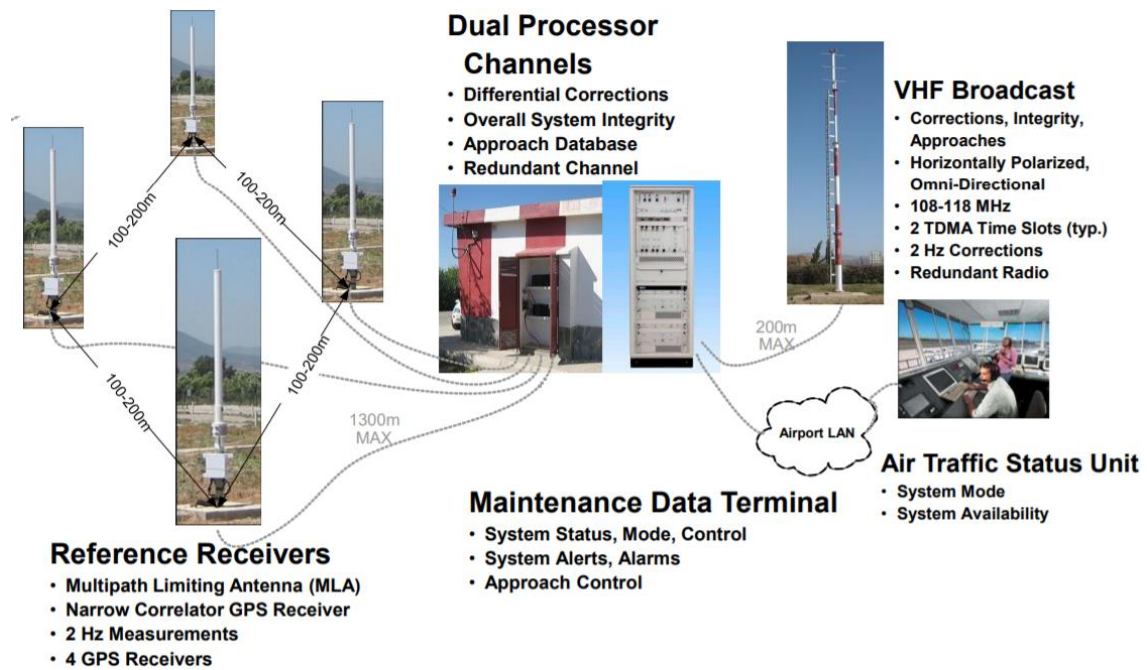 Dual Processor
Channels
• Differential Corrections
• Overall System Integrity
• Approach Database
• Redundant Channel
VHF Broadcast
• Corrections, Integrity,
Approaches
• Horizontally Polarized,
Omni-Directional
• 108-118 MHz
• 2 TDMA Time Slots (typ.)
• 2 Hz Corrections
• Redundant Radio
100-200m
100-200m
100-200m
100-200m
1300m
MAX
200m
MAX
Airport LAN
Air Traffic Status Unit
• System Mode
• System Availability
Maintenance Data Terminal
• System Status, Mode, Control
• System Alerts, Alarms
• Approach Control
Reference Receivers
• Multipath Limiting Antenna (MLA)
• Narrow Correlator GPS Receiver
• 2 Hz Measurements
• 4 GPS Receivers